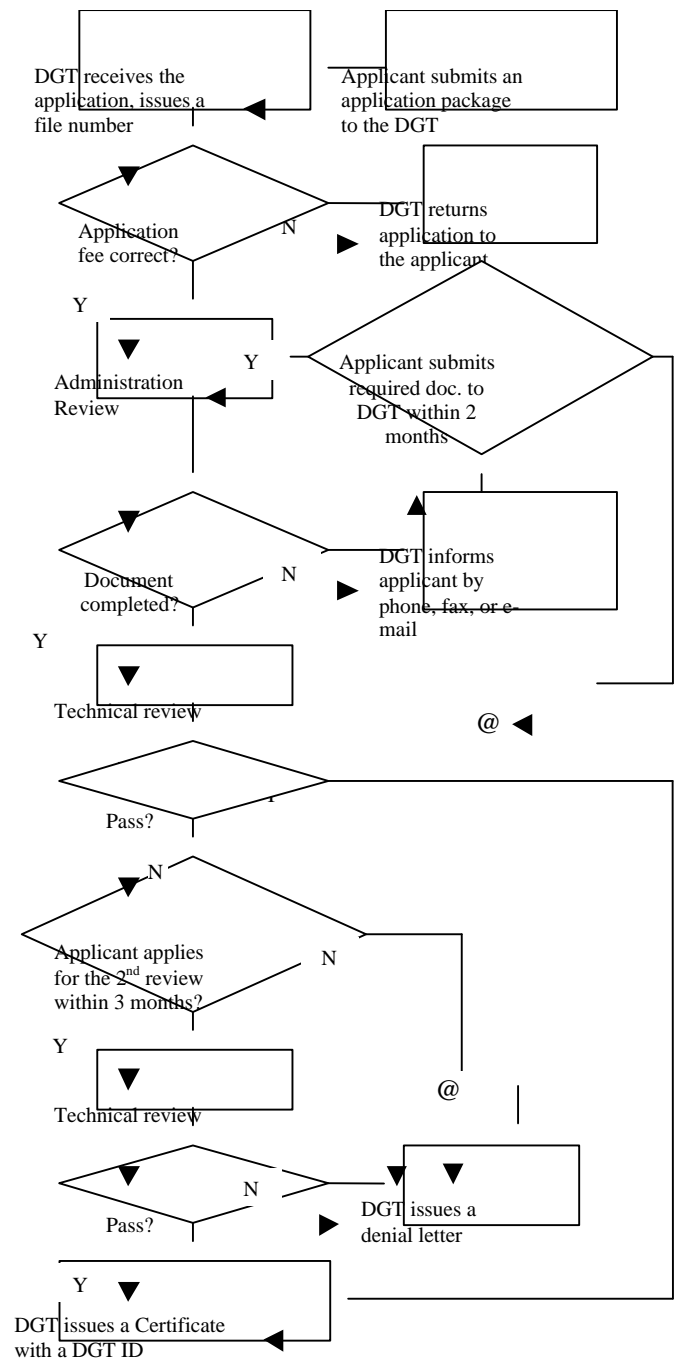 DGT receives the
application, issues a
file number
Applicant submits an
application package
to the DGT
Application
fee correct?
N
DGT returns
application to
the applicant
Y
Administration
Review
Y
Applicant submits
required doc. to
DGT within 2
months
Document
completed?
N
DGT informs
applicant by
phone, fax, or e-
mail
Y
Technical review
@
Pass?
N
Applicant applies
for the 2nd review
within 3 months?
N
Y
Technical review
@
Pass?
N
DGT issues a
denial letter
Y
DGT issues a Certificate
with a DGT ID